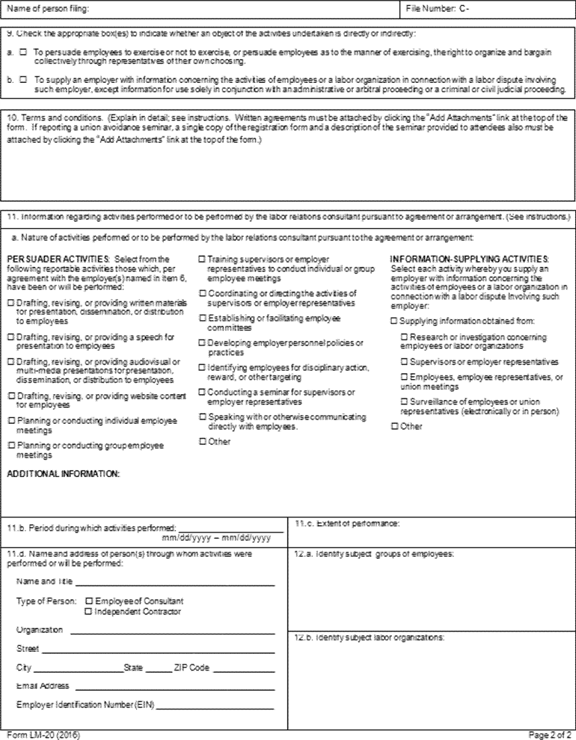 Name of person filing:
File Number: C-
9. Check the appropriate box(es) to indicate whether an object of the activities undertaken is directly or indirectly:
a. ☐ To persuade employees to exercise or not to exercise, or persuade employees as to the manner of exercising, the right to organize and bargain
collectively through representatives of their own choosing.
b. ☐ To supply an employer with information concerning the activities of employees or a labor organization in connection with a labor dispute involving
such employer, except information for use solely in conjunction with an administrative or arbitral proceeding or a criminal or civil judicial proceeding.
10. Terms and conditions. (Explain in detail; see instructions. Written agreements must be attached by clicking the "Add Attachments" link at the top of the
form. If reporting a union avoidance seminar, a single copy of the registration form and a description of the seminar provided to attendees also must be
attached by clicking the "Add Attachments" link at the top of the form.)
11. Information regarding activities performed or to be performed by the labor relations consultant pursuant to agreement or arrangement. (See instructions.)
a. Nature of activities performed or to be performed by the labor relations consultant pursuant to the agreement or arrangement:
PERSUADER ACTIVITIES: Select from the
following reportable activities those which, per
agreement with the employer(s) named in Item 6,
have been or will be performed:
☐ Drafting, revising, or providing written materials
for presentation, dissemination, or distribution
to employees
☐ Drafting, revising, or providing a speech for
presentation to employees
☐ Drafting, revising, or providing audiovisual or
multi-media presentations for presentation,
dissemination, or distribution to employees
☐ Drafting, revising, or providing website content
for employees
☐ Planning or conducting individual employee
meetings
☐ Planning or conducting group employee
meetings
☐ Training supervisors or employer
representatives to conduct individual or group
employee meetings
☐ Coordinating or directing the activities of
supervisors or employer representatives
☐ Establishing or facilitating employee
committees
☐ Developing employer personnel policies or
practices
☐ Identifying employees for disciplinary action,
reward, or other targeting
☐ Conducting a seminar for supervisors or
employer representatives
☐ Speaking with or otherwise communicating
directly with employees.
☐ Other
INFORMATION-SUPPLYING ACTIVITIES:
Select each activity whereby you supply an
employer with information concerning the
activities of employees or a labor organization in
connection with a labor dispute Involving such
employer:
☐ Supplying information obtained from:
☐ Research or investigation concerning
employees or labor organizations
☐ Supervisors or employer representatives
☐ Employees, employee representatives, or
union meetings
☐ Surveillance of employees or union
representatives (electronically or in person)
☐ Other
ADDITIONAL INFORMATION:
11.b. Period during which activities performed:
mm/dd/yyyy – mm/dd/yyyy
11.c. Extent of performance:
11.d. Name and address of person(s) through whom activities were
performed or will be performed:
Name and Title
Type of Person: ☐ Employee of Consultant
☐ Independent Contractor
Organization
Street
City State ZIP Code
Email Address
Employer Identification Number (EIN)
12.a. Identify subject groups of employees:
12.b. Identify subject labor organizations:
Form LM-20 (2016)
Page 2 of 2